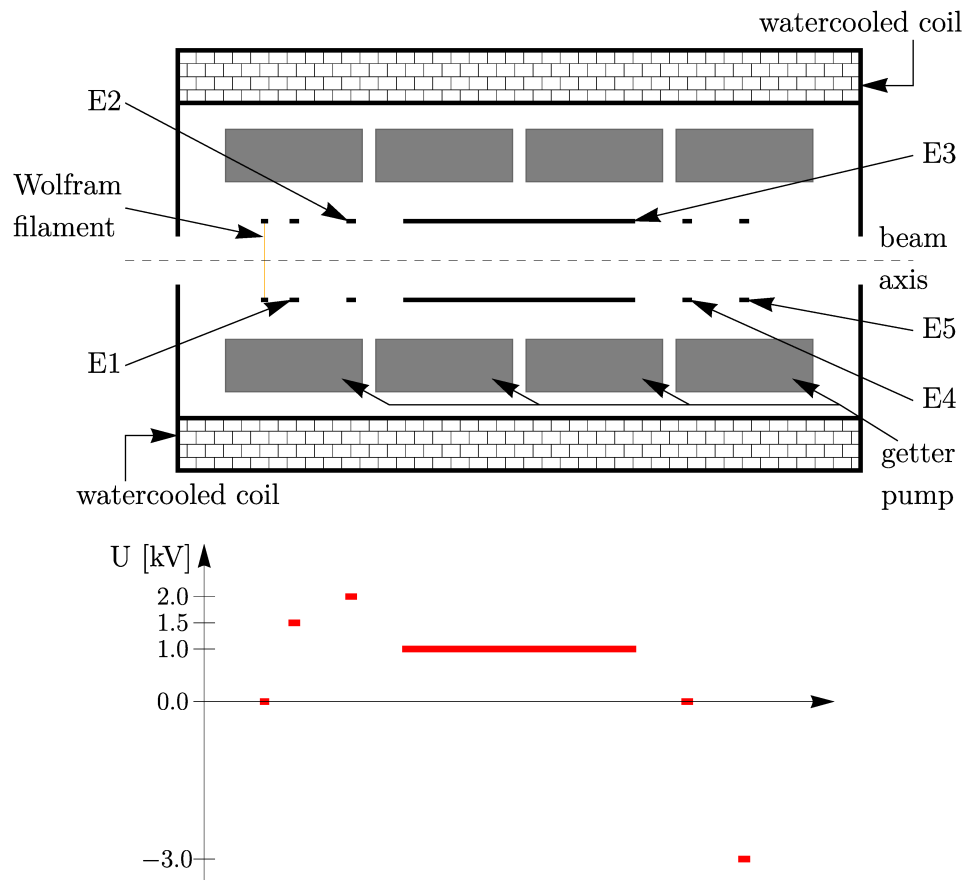 watercooled coil
E2
E3
Wolfram
filament
beam
axis
E1
E5
E4
getter
pump
watercooled coil
U [kV]
2.0
1.5
1.0
0.0
−3.0